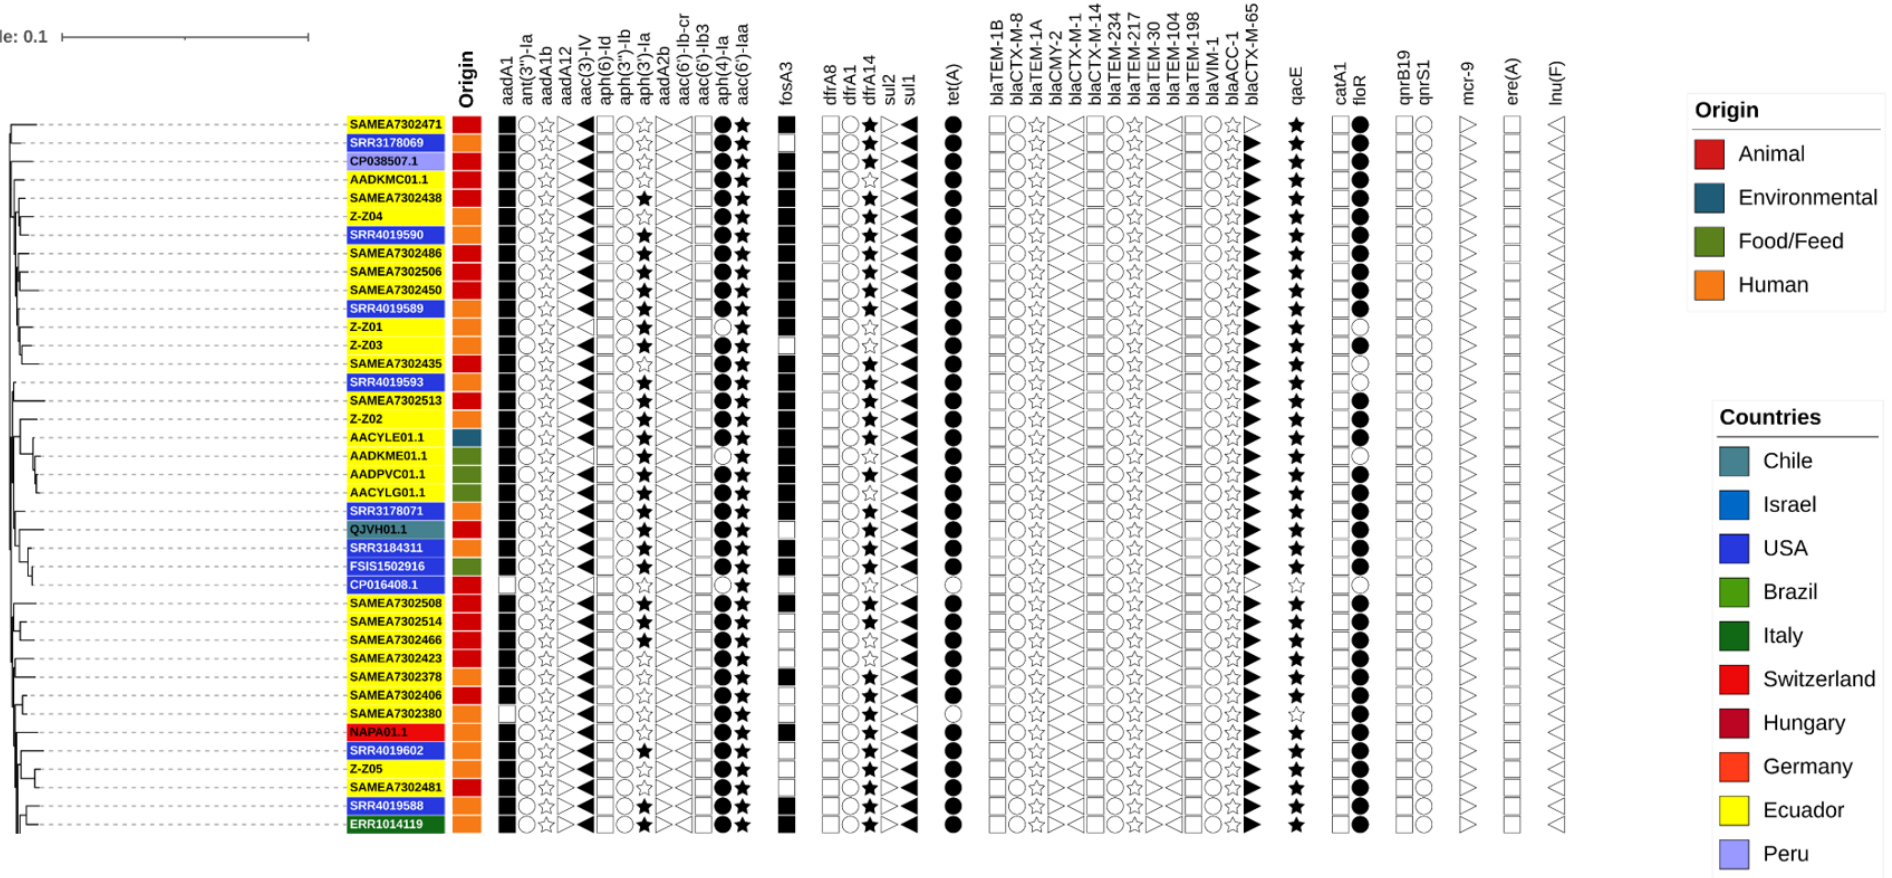 le: 0.1
Origin
aadA1
ant(3'')-Ia
aadA1b
aadA12
aac(3)-IV
aph(6)-Id
aph(3'')-Ib
aph(3')-Ia
aadA2b
aac(6')-Ib-cr
aac(6')-Ib3
aph(4)-Ia
aac(6')-Iaa
fosA3
dfrA8
dfrA1
dfrA14
sul2
sul1
tet(A)
blaTEM-1B
blaCTX-M-8
blaTEM-1A
blaCMY-2
blaCTX-M-1
blaCTX-M-14
blaTEM-234
blaTEM-217
blaTEM-30
blaTEM-104
blaTEM-198
blaVIM-1
blaACC-1
blaCTX-M-65
qacE
catA1
floR
qnrB19
qnrS1
mcr-9
ere(A)
lnu(F)
SAMEA7302471
SRR3178069
CP038507.1
AADKMC01.1
SAMEA7302438
Z-Z04
SRR4019590
SAMEA7302486
SAMEA7302506
SAMEA7302450
SRR4019589
Z-Z01
Z-Z03
SAMEA7302435
SRR4019593
SAMEA7302513
Z-Z02
AACYLE01.1
AADKME01.1
AADPVC01.1
AACYLG01.1
SRR3178071
QJVH01.1
SRR3184311
FSIS1502916
CP016408.1
SAMEA7302508
SAMEA7302514
SAMEA7302466
SAMEA7302423
SAMEA7302378
SAMEA7302406
SAMEA7302380
NAPA01.1
SRR4019602
Z-Z05
SAMEA7302481
SRR4019588
ERR1014119
Origin
Animal
Environmental
Food/Feed
Human
Countries
Chile
Israel
USA
Brazil
Italy
Switzerland
Hungary
Germany
Ecuador
Peru